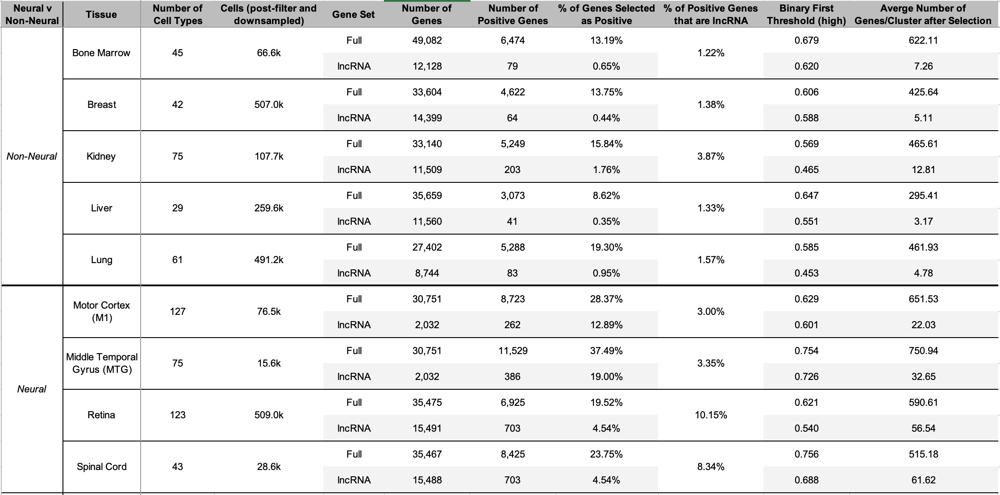 Neural v Non-Neural | Tissue | Number of Cell Types | Cells (post-filter and downsampled) | Gene Set | Number of Genes | Number of Positive Genes | % of Genes Selected as Positive | % of Positive Genes that are lncRNA | Binary First Threshold (high) | Averge Number of Genes/Cluster after Selection
Non-Neural
Bone Marrow 45 66.6k 1.22%
Full 49,082 6,474 13.19% 0.679 622.11
lncRNA 12,128 79 0.65% 0.620 7.26
Breast 42 507.0k 1.38%
Full 33,604 4,622 13.75% 0.606 425.64
lncRNA 14,399 64 0.44% 0.588 5.11
Kidney 75 107.7k 3.87%
Full 33,140 5,249 15.84% 0.569 465.61
lncRNA 11,509 203 1.76% 0.465 12.81
Liver 29 259.6k 1.33%
Full 35,659 3,073 8.62% 0.647 295.41
lncRNA 11,560 41 0.35% 0.551 3.17
Lung 61 491.2k 1.57%
Full 27,402 5,288 19.30% 0.585 461.93
lncRNA 8,744 83 0.95% 0.453 4.78
Neural
Motor Cortex (M1) 127 76.5k 3.00%
Full 30,751 8,723 28.37% 0.629 651.53
lncRNA 2,032 262 12.89% 0.601 22.03
Middle Temporal Gyrus (MTG) 75 15.6k 3.35%
Full 30,751 11,529 37.49% 0.754 750.94
lncRNA 2,032 386 19.00% 0.726 32.65
Retina 123 509.0k 10.15%
Full 35,475 6,925 19.52% 0.621 590.61
lncRNA 15,491 703 4.54% 0.540 56.54
Spinal Cord 43 28.6k 8.34%
Full 35,467 8,425 23.75% 0.756 515.18
lncRNA 15,488 703 4.54% 0.688 61.62